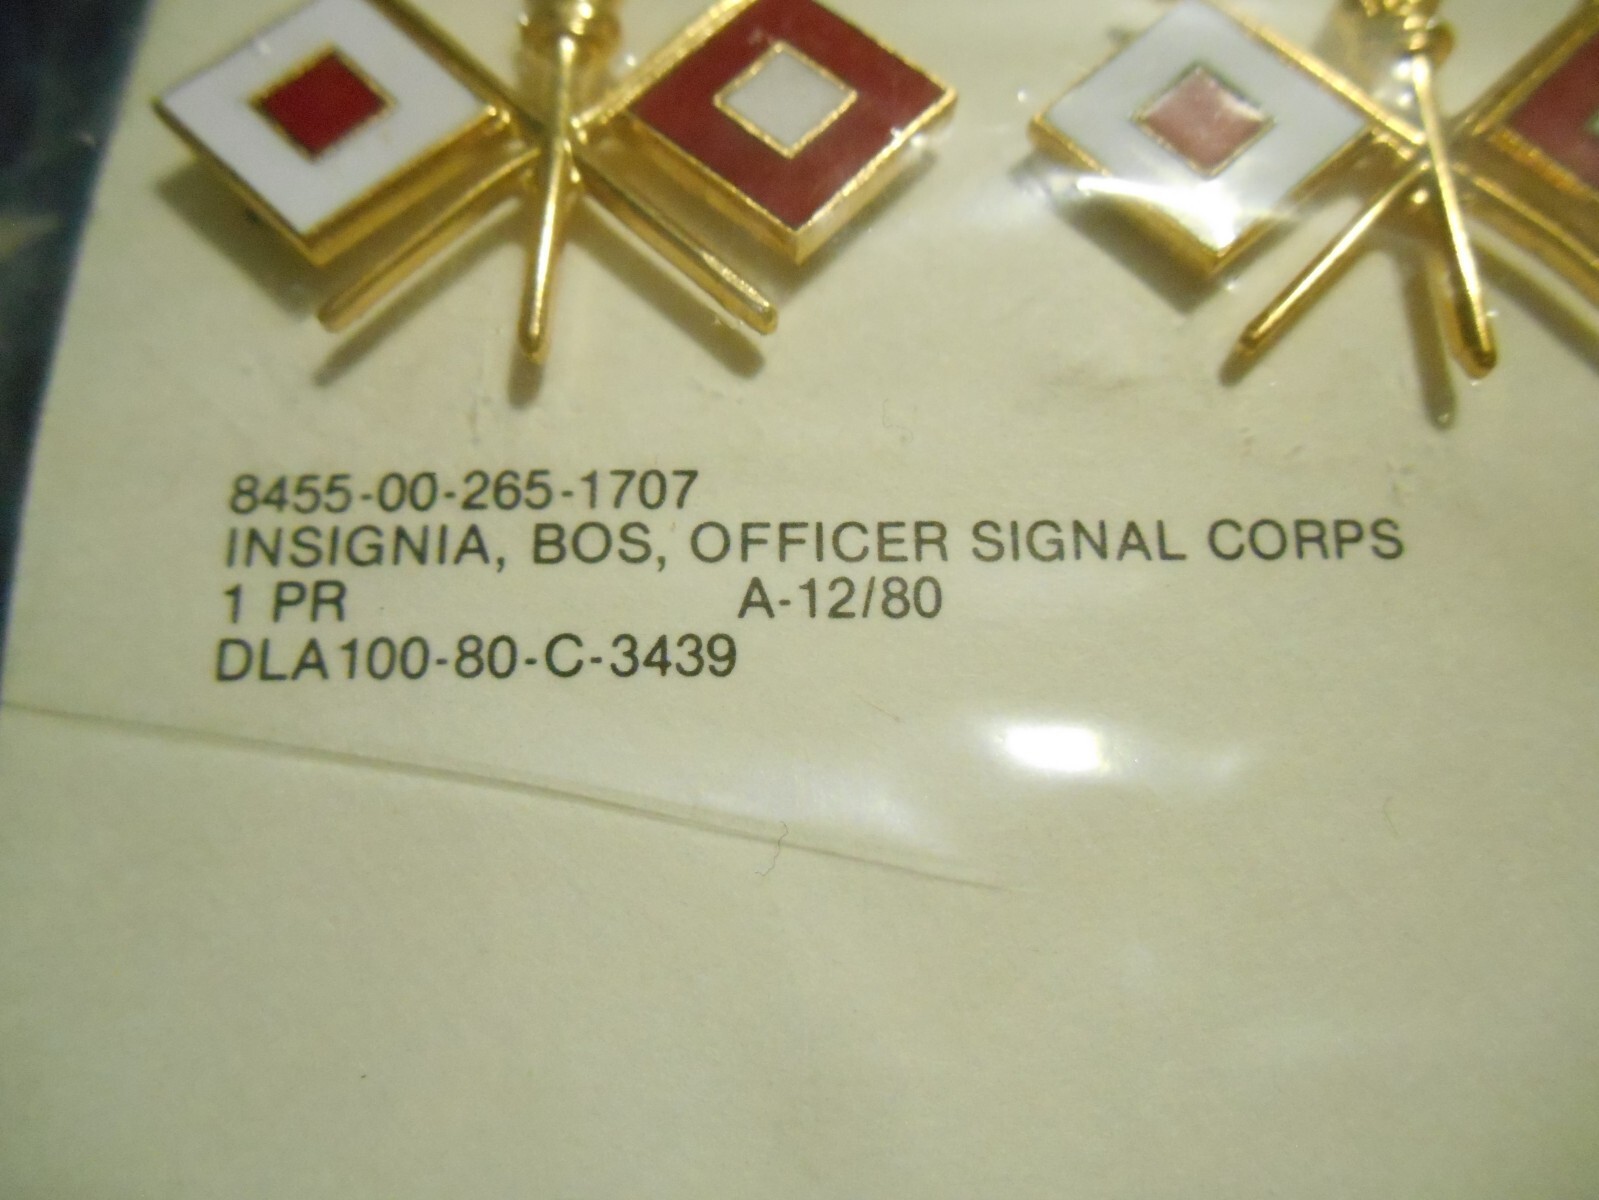 8455-00-265-1707
INSIGNIA, BOS, OFFICER SIGNAL CORPS
1 PR A-12/80
DLA100-80-C-3439